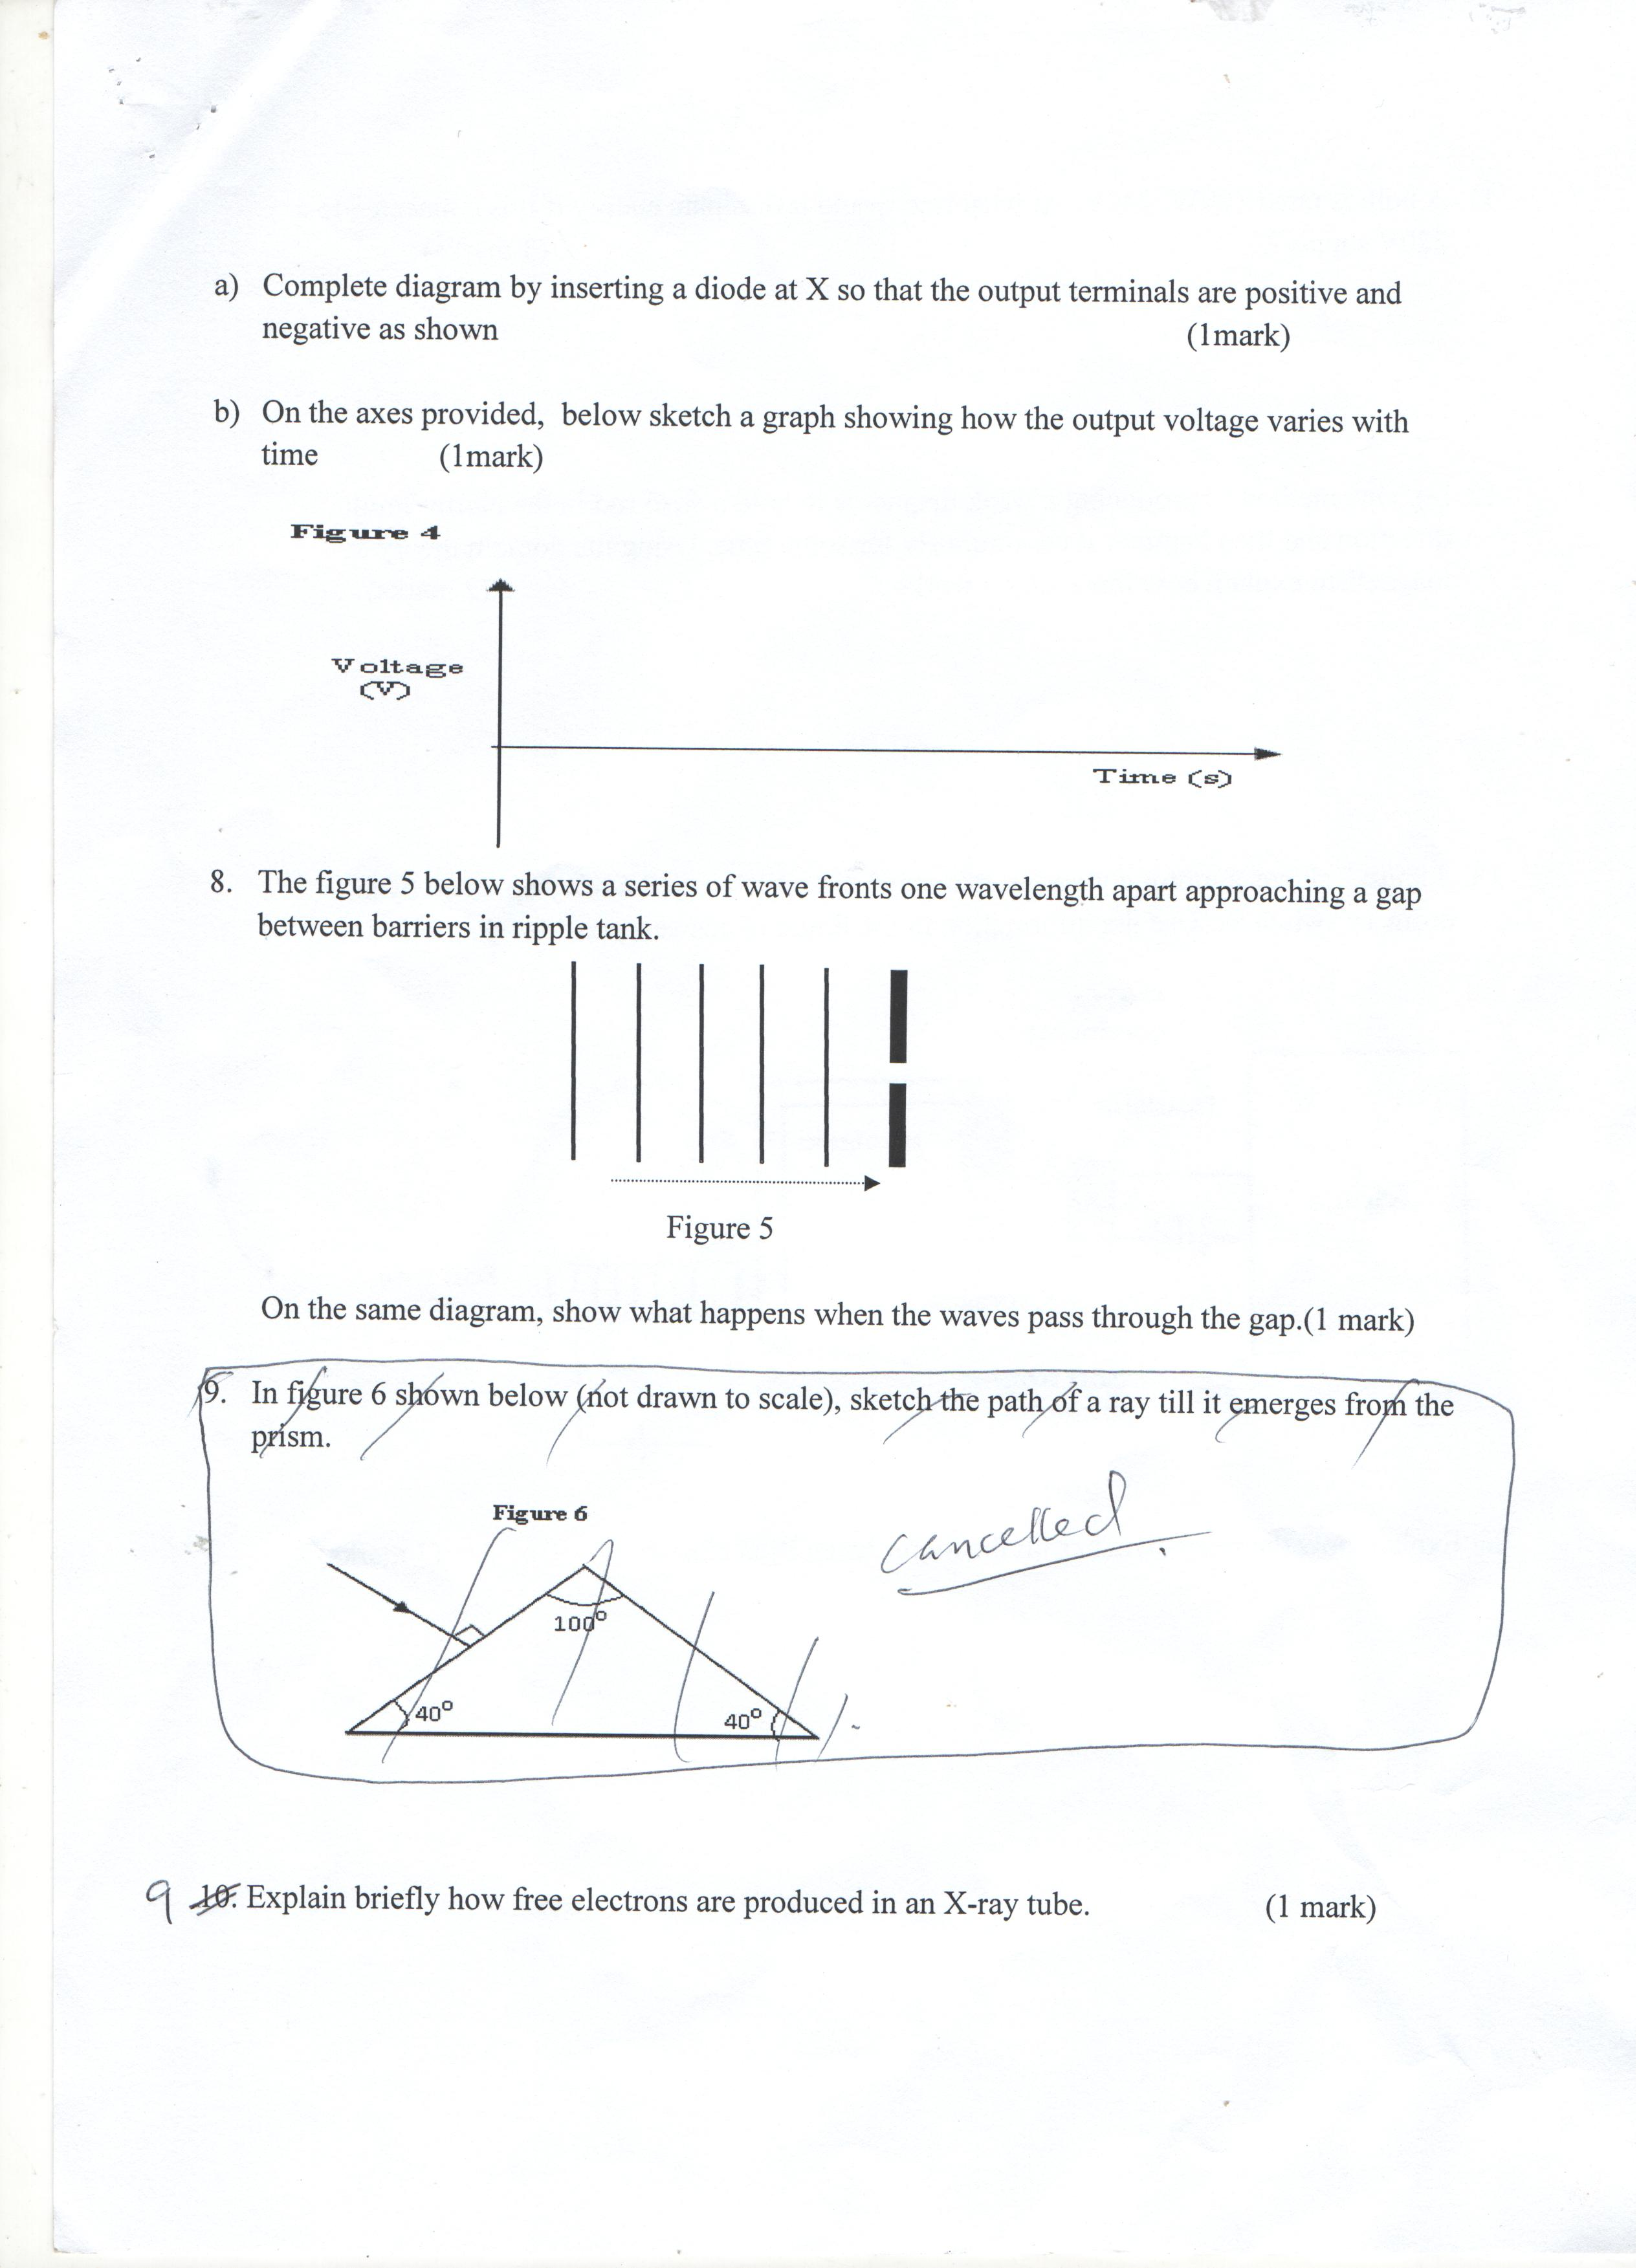 a) Complete diagram by inserting a diode at X so that the output terminals are positive and
negative as shown (1mark)
b) On the axes provided, below sketch a graph showing how the output voltage varies with
time (1mark)
Figure 4
Voltage
(V)
Time (s)
8. The figure 5 below shows a series of wave fronts one wavelength apart approaching a gap
between barriers in ripple tank.
Figure 5
On the same diagram, show what happens when the waves pass through the gap.(1 mark)
9. In figure 6 shown below (not drawn to scale), sketch the path of a ray till it emerges from the
prism.
Figure 6
cancelled
100⁰
40⁰
40⁰
9 10. Explain briefly how free electrons are produced in an X-ray tube. (1 mark)